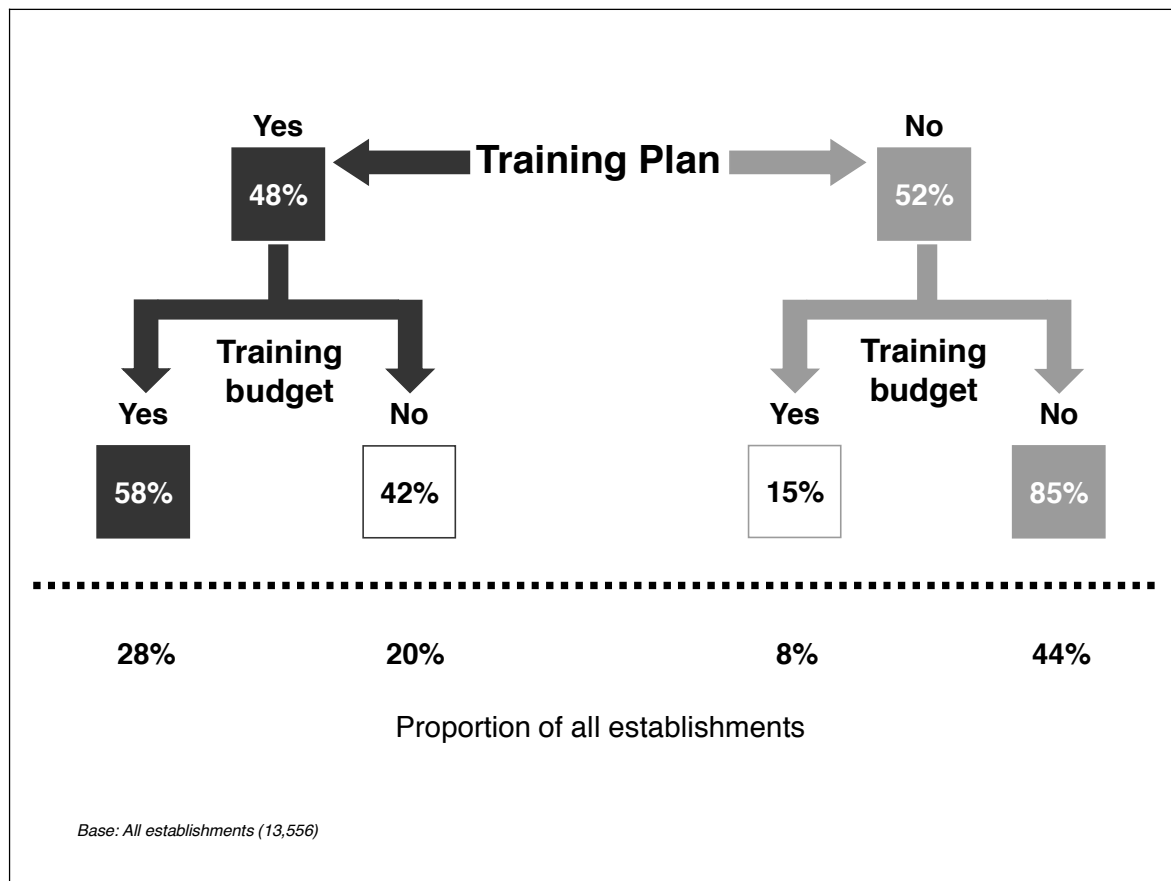 Yes
No
Training Plan
48%
52%
Training
budget
Training
budget
Yes
No
Yes
No
58%
42%
15%
85%
28%
20%
8%
44%
Proportion of all establishments
Base: All establishments (13,556)